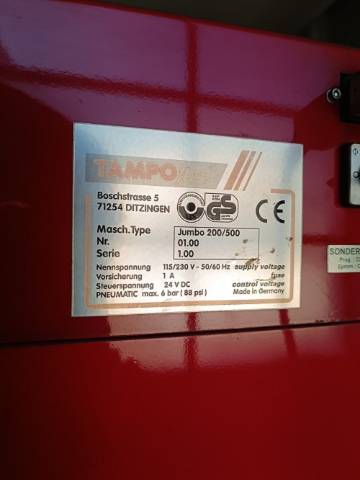 TAMPO
Boschstrasse 5
71254 DITZINGEN
GS
CE
Masch.Type Jumbo 200/500
Nr. 01.00
Serie 1.00
Nennspannung 115/230 V - 50/60 Hz supply voltage
Vorsicherung 1 A fuse
Steuerspannung 24 V DC control voltage
PNEUMATIC max. 6 bar (88 psi) Made in Germany
SONDER